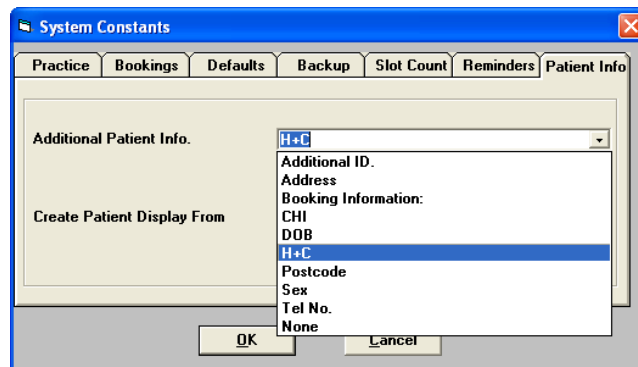 System Constants
Practice Bookings Defaults Backup Slot Count Reminders Patient Info
Additional Patient Info. H+C
Additional ID.
Address
Booking Information:
Create Patient Display From CHI
DOB
H+C
Postcode
Sex
Tel No.
None
OK Cancel